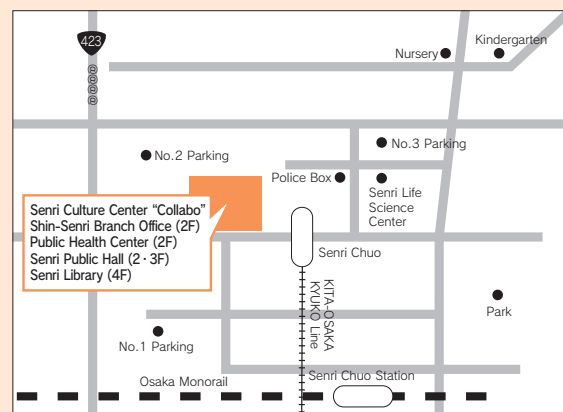 423
Kindergarten
Nursery
No.3 Parking
No.2 Parking
Police Box
Senri Life
Science
Center
Senri Culture Center "Collabo"
Shin-Senri Branch Office (2F)
Public Health Center (2F)
Senri Public Hall (2・3F)
Senri Library (4F)
Senri Chuo
KITA-OSAKA
KYUKO Line
Park
No.1 Parking
Senri Chuo Station
Osaka Monorail